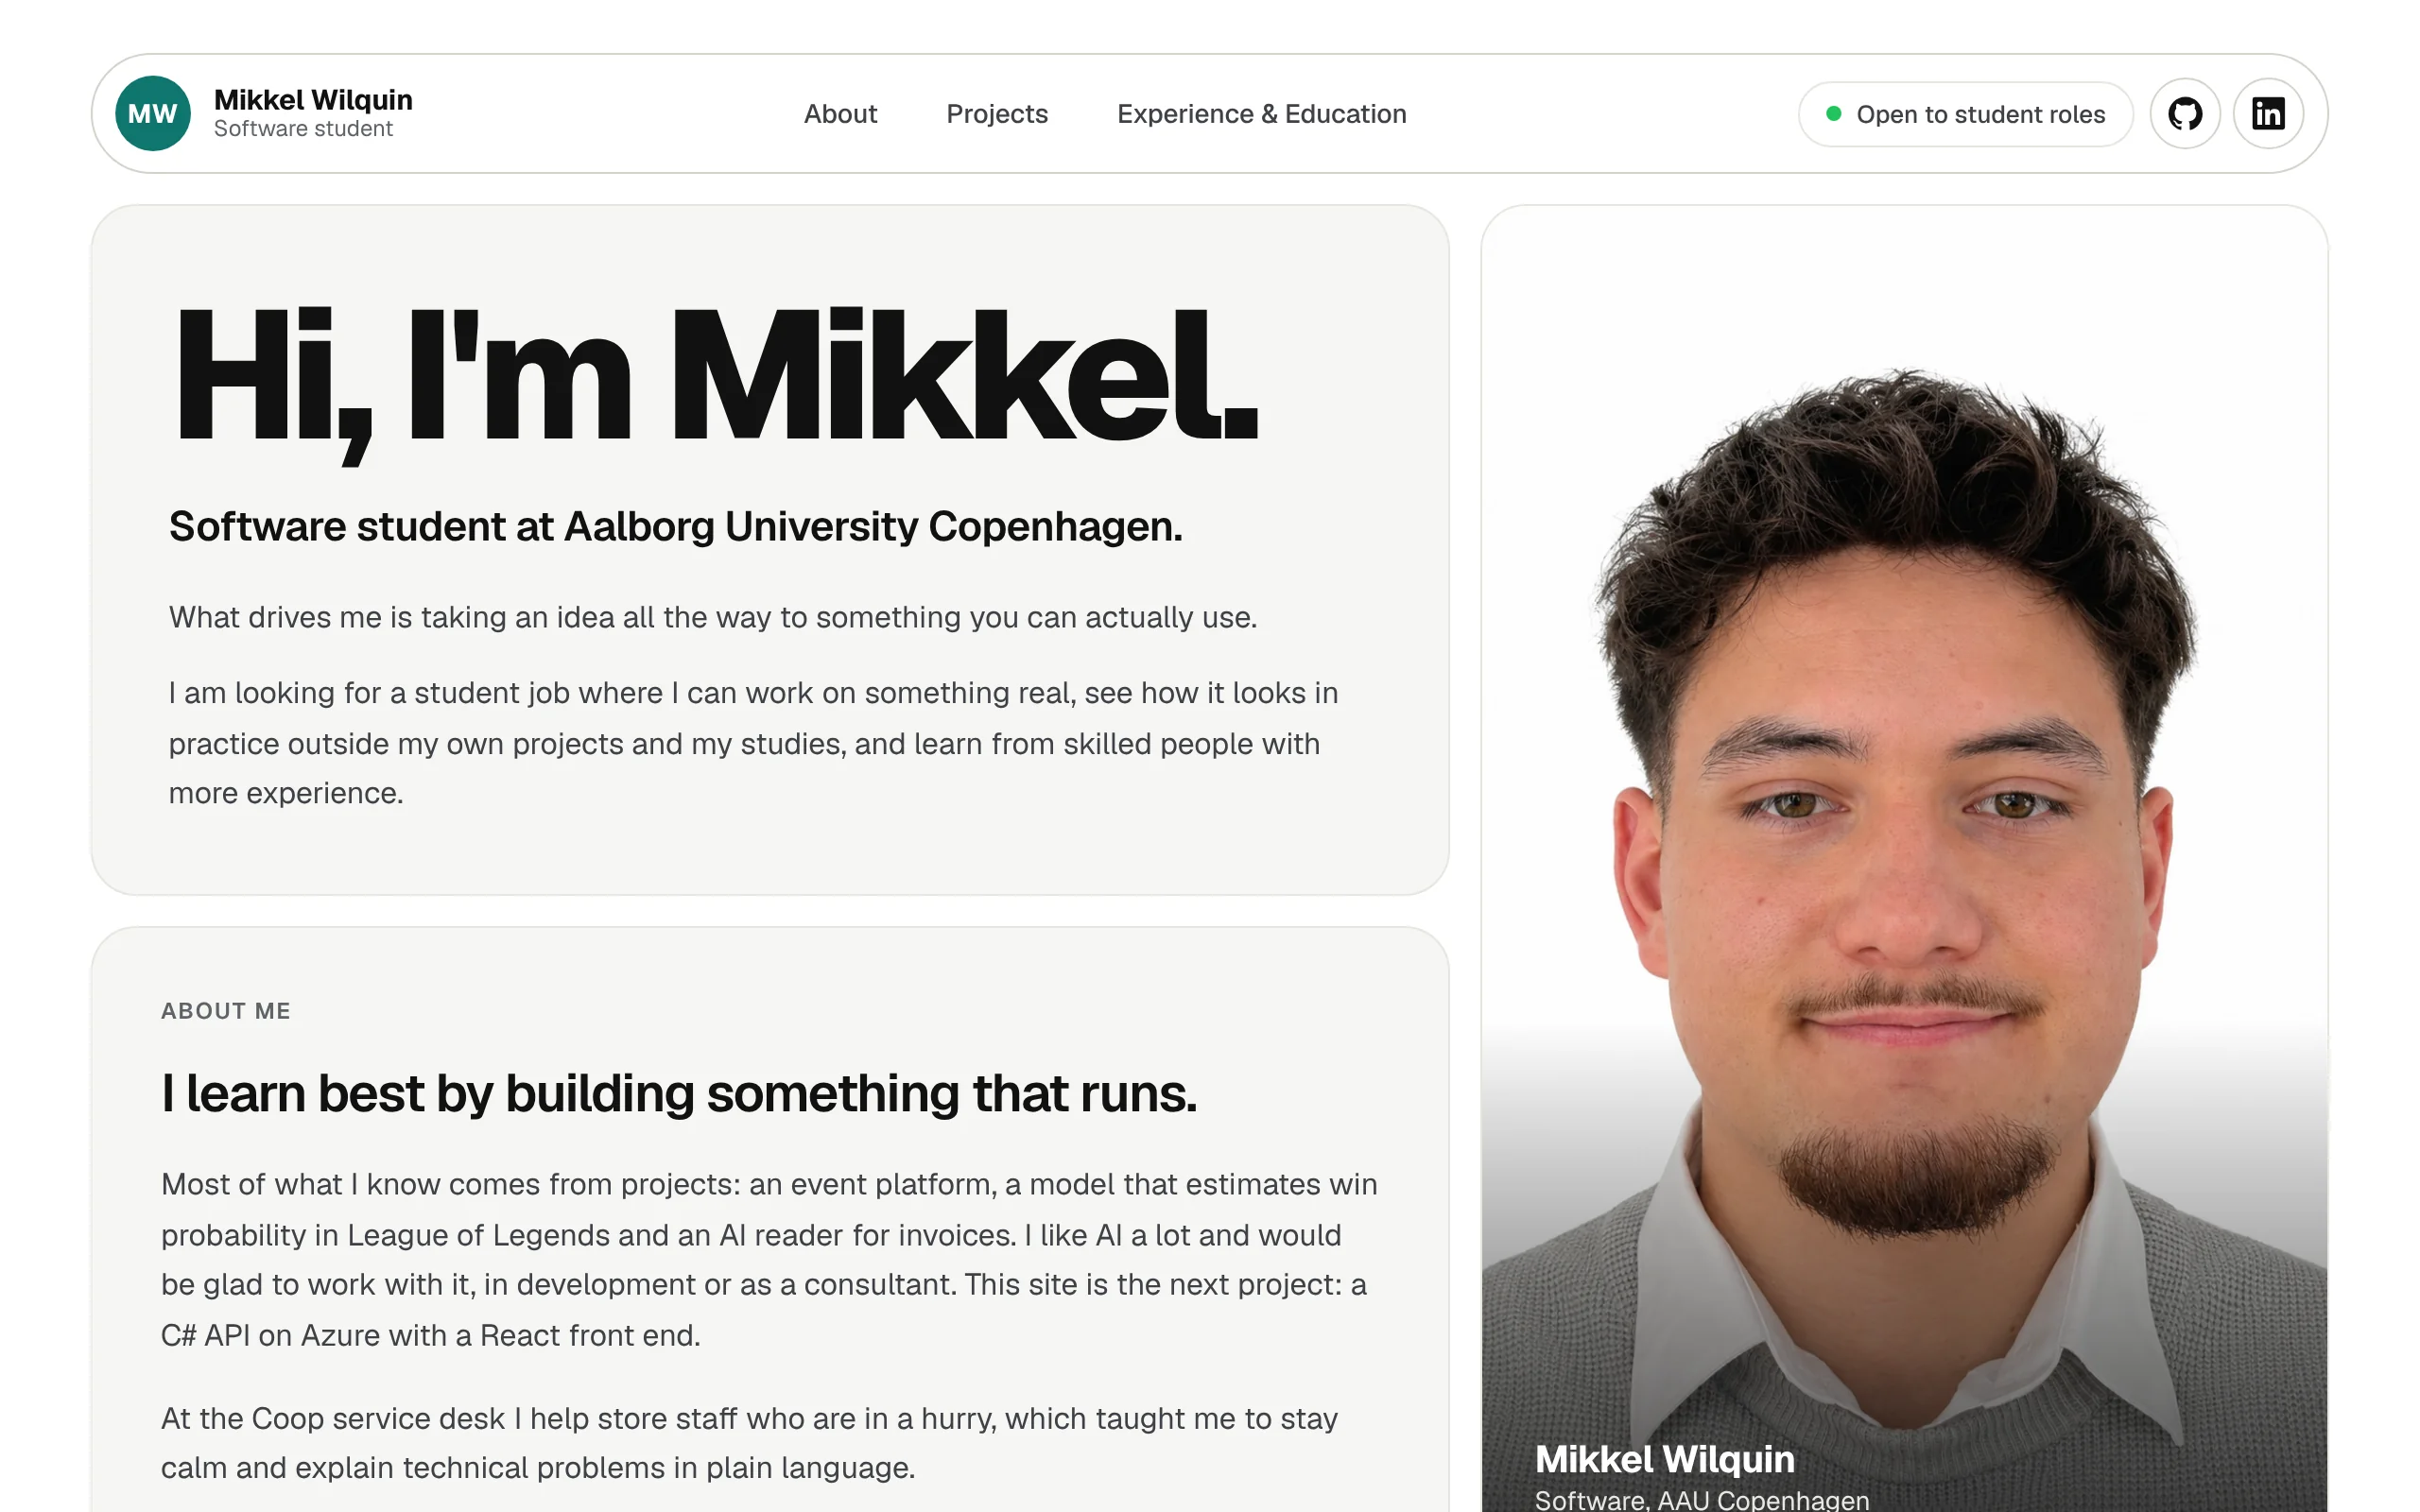 MW
Mikkel Wilquin
Software student
About
Projects
Experience & Education
Open to student roles
in
Hi, I'm Mikkel.
Software student at Aalborg University Copenhagen.
What drives me is taking an idea all the way to something you can actually use.
I am looking for a student job where I can work on something real, see how it looks in
practice outside my own projects and my studies, and learn from skilled people with
more experience.
ABOUT ME
I learn best by building something that runs.
Most of what I know comes from projects: an event platform, a model that estimates win
probability in League of Legends and an AI reader for invoices. I like AI a lot and would
be glad to work with it, in development or as a consultant. This site is the next project: a
C# API on Azure with a React front end.
At the Coop service desk I help store staff who are in a hurry, which taught me to stay
calm and explain technical problems in plain language.
Mikkel Wilquin
Software, AAU Copenhagen